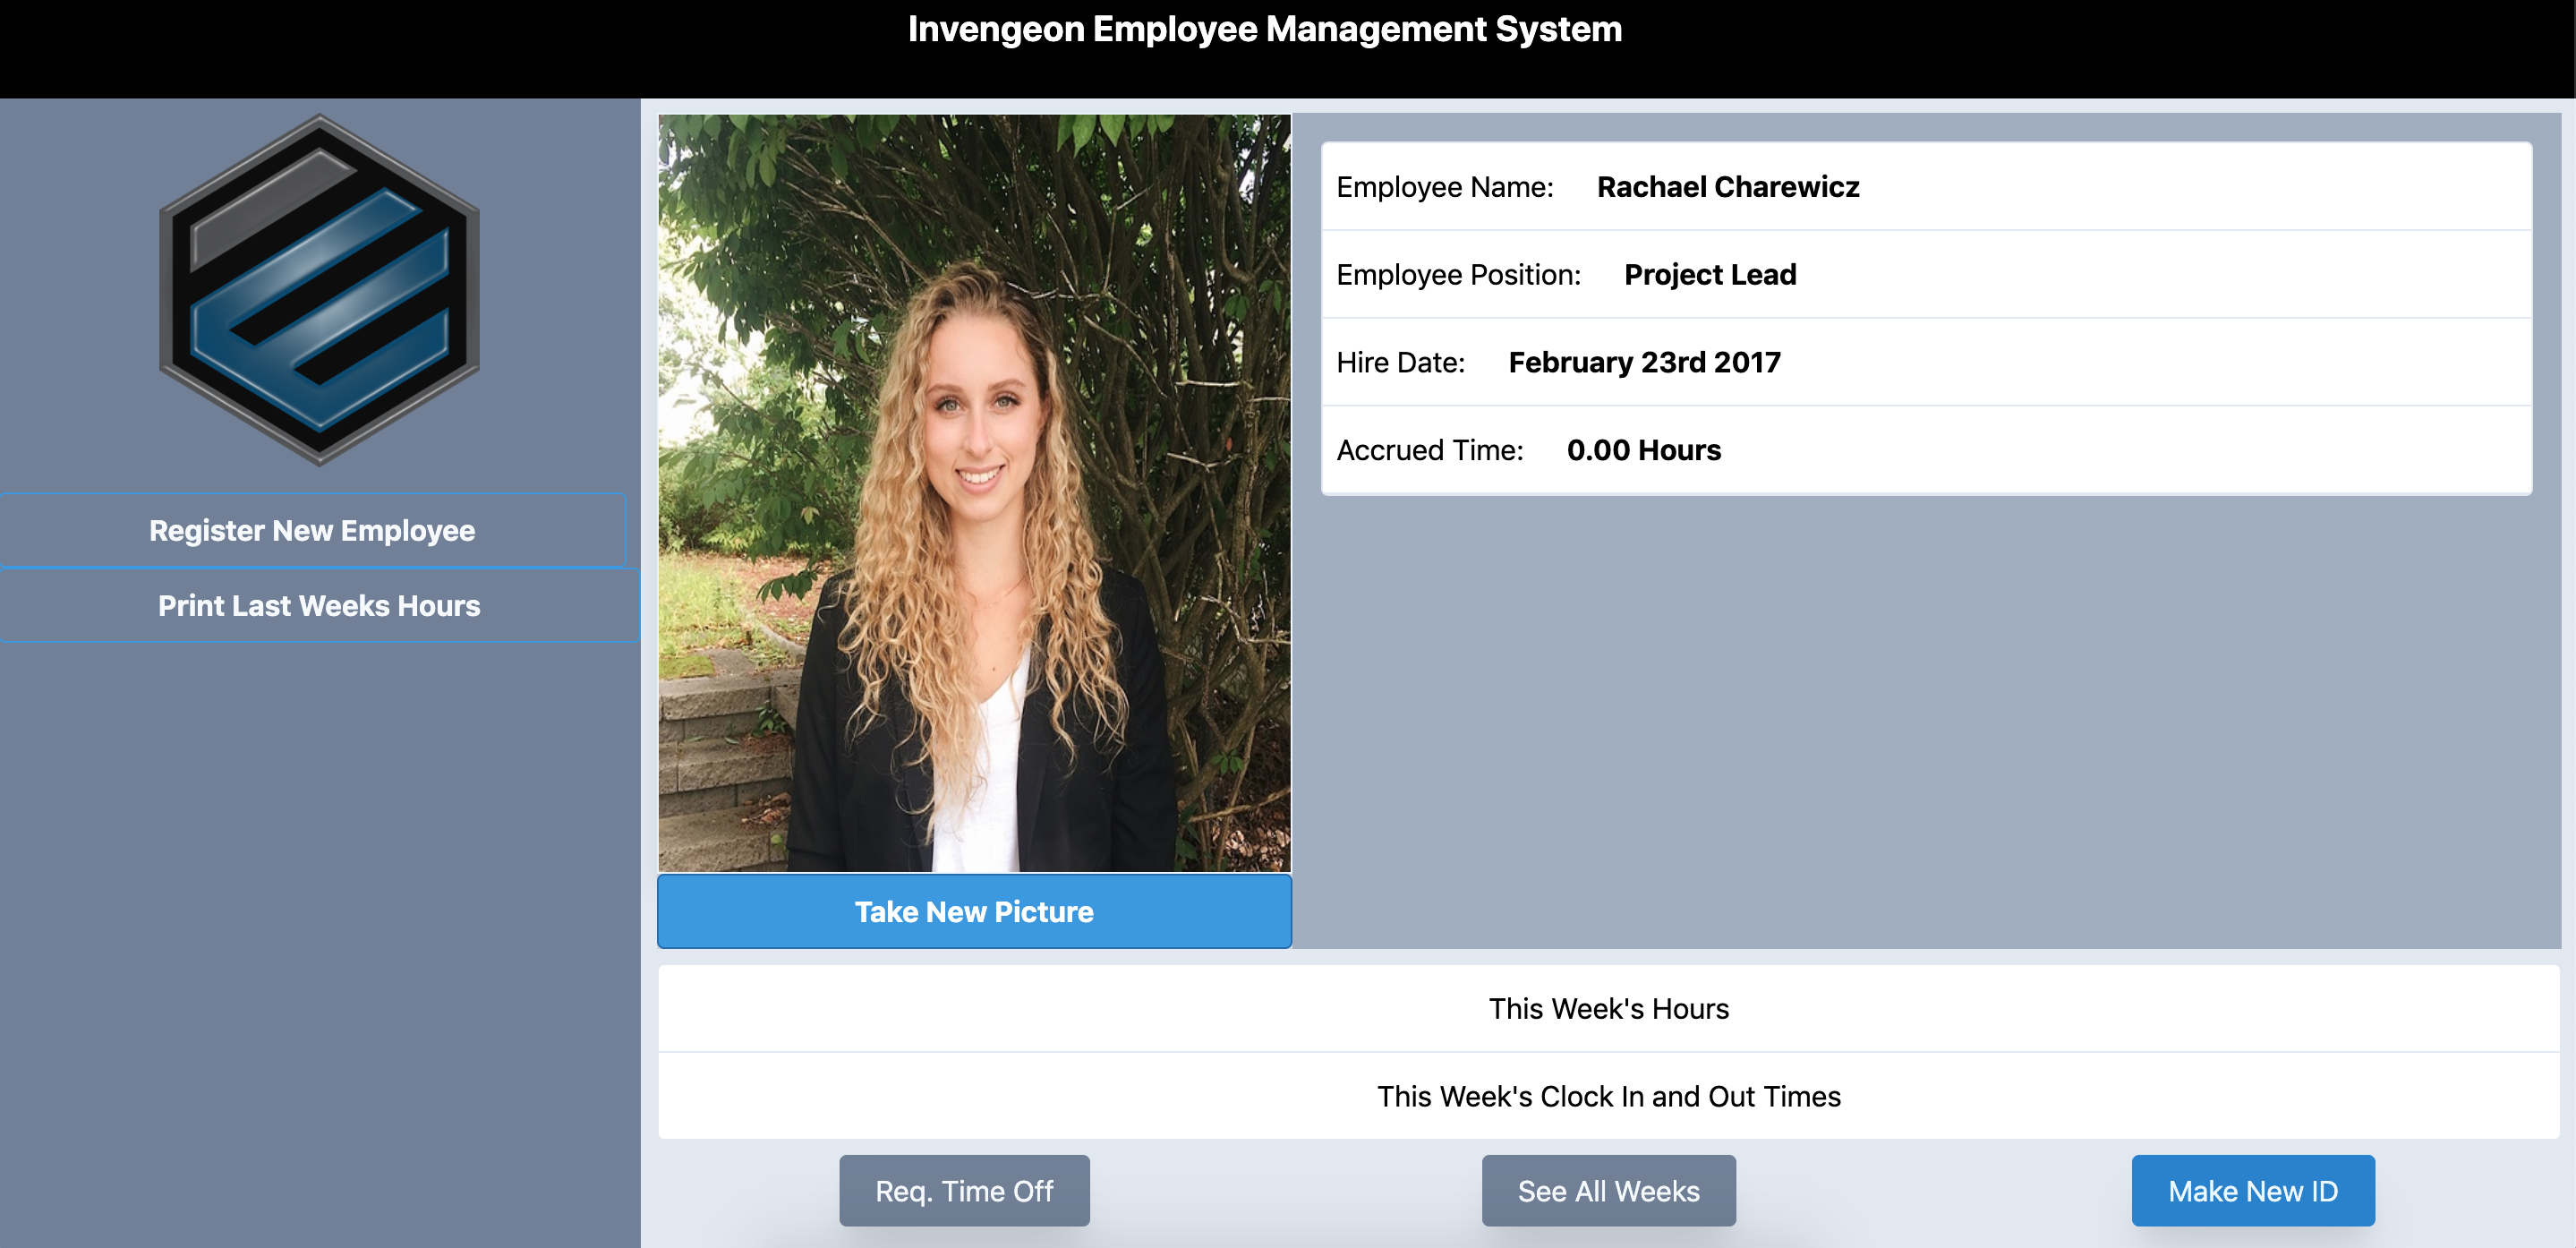 Invengeon Employee Management System
Register New Employee
Print Last Weeks Hours
Employee Name: Rachael Charewicz
Employee Position: Project Lead
Hire Date: February 23rd 2017
Accrued Time: 0.00 Hours
Take New Picture
This Week's Hours
This Week's Clock In and Out Times
Req. Time Off
See All Weeks
Make New ID